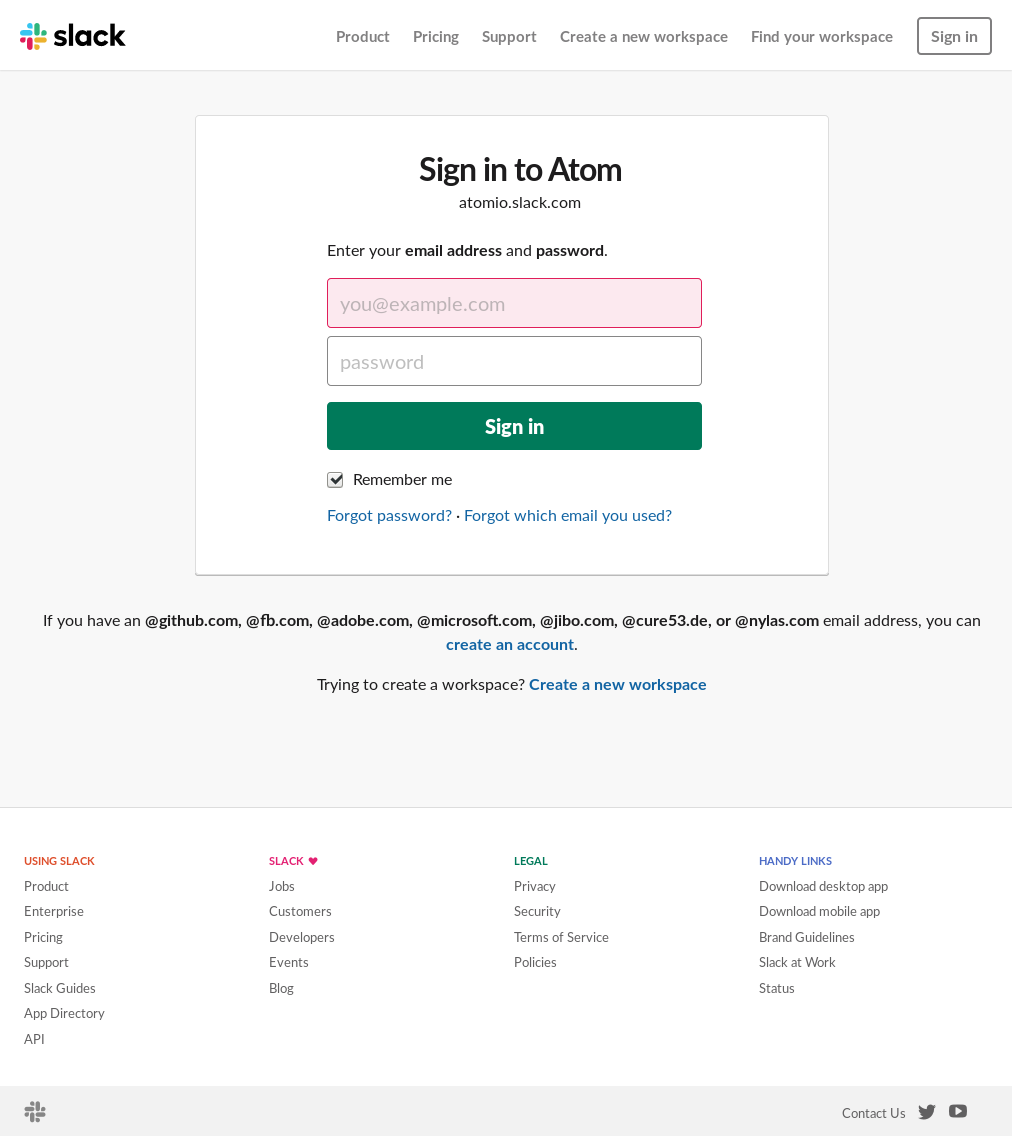 slack
Product Pricing Support Create a new workspace Find your workspace Sign in
Sign in to Atom
atomio.slack.com
Enter your email address and password.
you@example.com
password
Sign in
Remember me
Forgot password? · Forgot which email you used?
If you have an @github.com, @fb.com, @adobe.com, @microsoft.com, @jibo.com, @cure53.de, or @nylas.com email address, you can
create an account.
Trying to create a workspace? Create a new workspace
USING SLACK
Product
Enterprise
Pricing
Support
Slack Guides
App Directory
API
SLACK ♥
Jobs
Customers
Developers
Events
Blog
LEGAL
Privacy
Security
Terms of Service
Policies
HANDY LINKS
Download desktop app
Download mobile app
Brand Guidelines
Slack at Work
Status
Contact Us